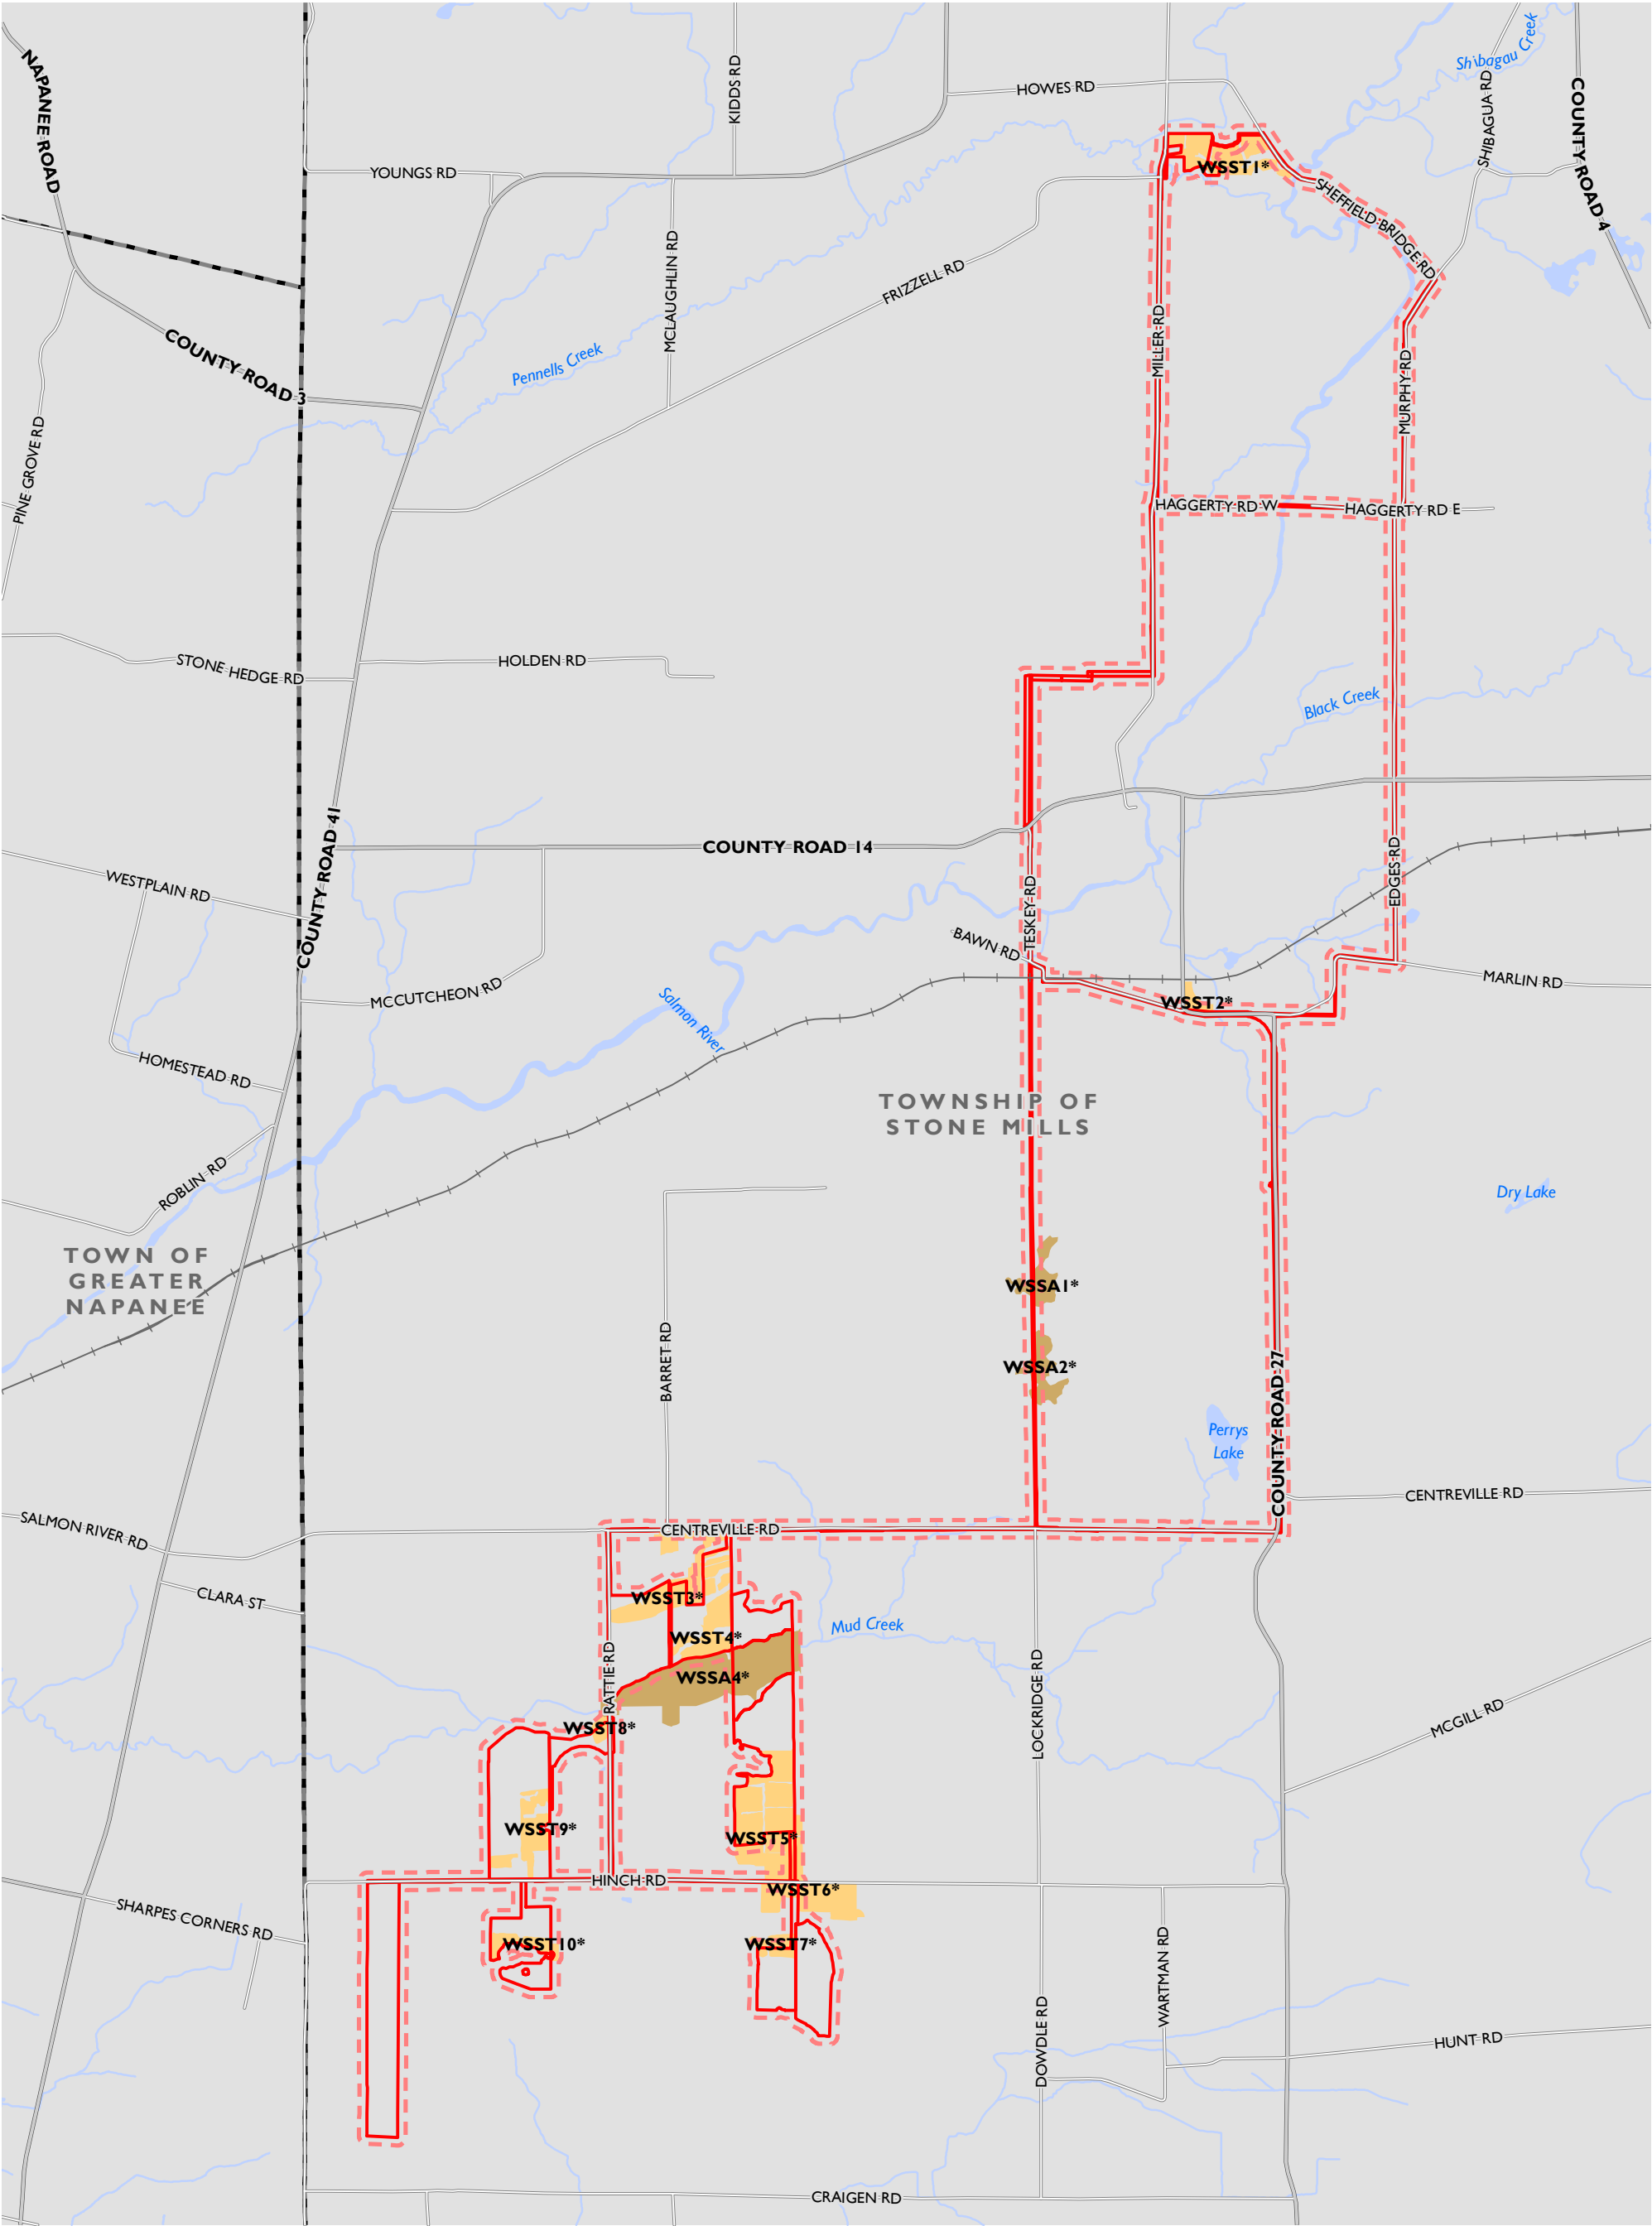 Shibagau Creek
NAPANEE ROAD
KIDDS RD
HOWES RD
SHIBAGUA RD
COUNTY ROAD 4
YOUNGS RD
WSST1*
SHEFFIELD BRIDGE RD
MCLAUGHLIN RD
FRIZZELL RD
MILLER RD
COUNTY ROAD 3
Pennells Creek
MURPHY RD
PINE GROVE RD
HAGGERTY RD W
HAGGERTY RD E
STONE HEDGE RD
HOLDEN RD
Black Creek
COUNTY ROAD 41
COUNTY ROAD 14
WESTPLAIN RD
EDGES RD
TESKEY RD
BAWN RD
MARLIN RD
MCCUTCHEON RD
WSST2*
Salmon River
HOMESTEAD RD
TOWNSHIP OF
STONE MILLS
ROBLIN RD
Dry Lake
TOWN OF
GREATER
NAPANEE
WSSA1*
BARRET RD
WSSA2*
COUNTY ROAD 27
Perrys
Lake
CENTREVILLE RD
SALMON RIVER RD
CENTREVILLE RD
CLARA ST
WSST3*
Mud Creek
WSST4*
RATTIE RD
WSSA4*
LOCKRIDGE RD
MCGILL RD
WSST8*
WSST9*
WSST5*
HINCH RD
WSST6*
SHARPES CORNERS RD
WSST10*
WSST7*
WARTMAN RD
DOWDLE RD
HUNT RD
CRAIGEN RD